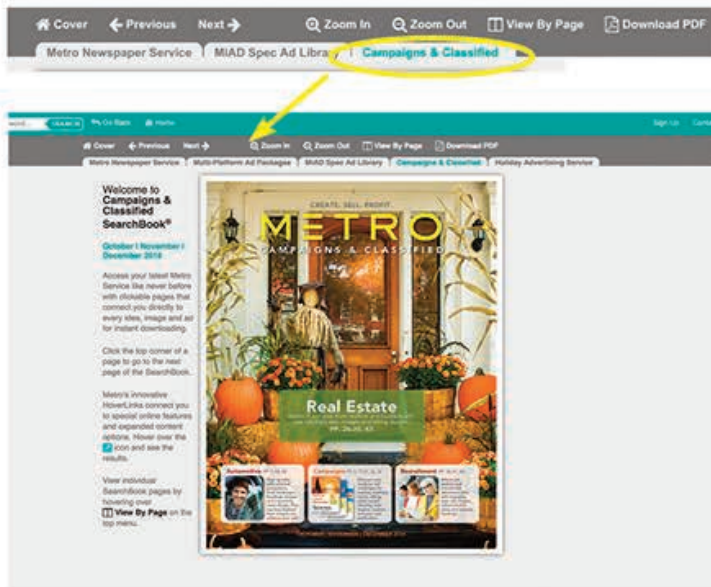 Cover Previous Next Zoom In Zoom Out View By Page Download PDF
Metro Newspaper Service MiAD Spec Ad Library Campaigns & Classified
SEARCH Go Back Home Sign Up
Cover Previous Next Zoom In Zoom Out View By Page Download PDF
Metro Newspaper Service Multi-Platform Ad Packages MiAD Spec Ad Library Campaigns & Classified Holiday Advertising Service
Welcome to
Campaigns &
Classified
SearchBook®
October I November I
December 2018
Access your latest Metro
Service like never before
with clickable pages that
connect you directly to
every idea, image and ad
for instant downloading.
Click the top corner of a
page to go to the next
page of the SearchBook.
Metro's innovative
HoverLinks connect you
to special online features
and expanded content
options. Hover over the
icon and see the
results.
View individual
SearchBook pages by
hovering over
View By Page on the
top menu.
CREATE. SELL. PROFIT.
METRO
CAMPAIGNS & CLASSIFIED
Real Estate
Automotive Campaigns Recruitment